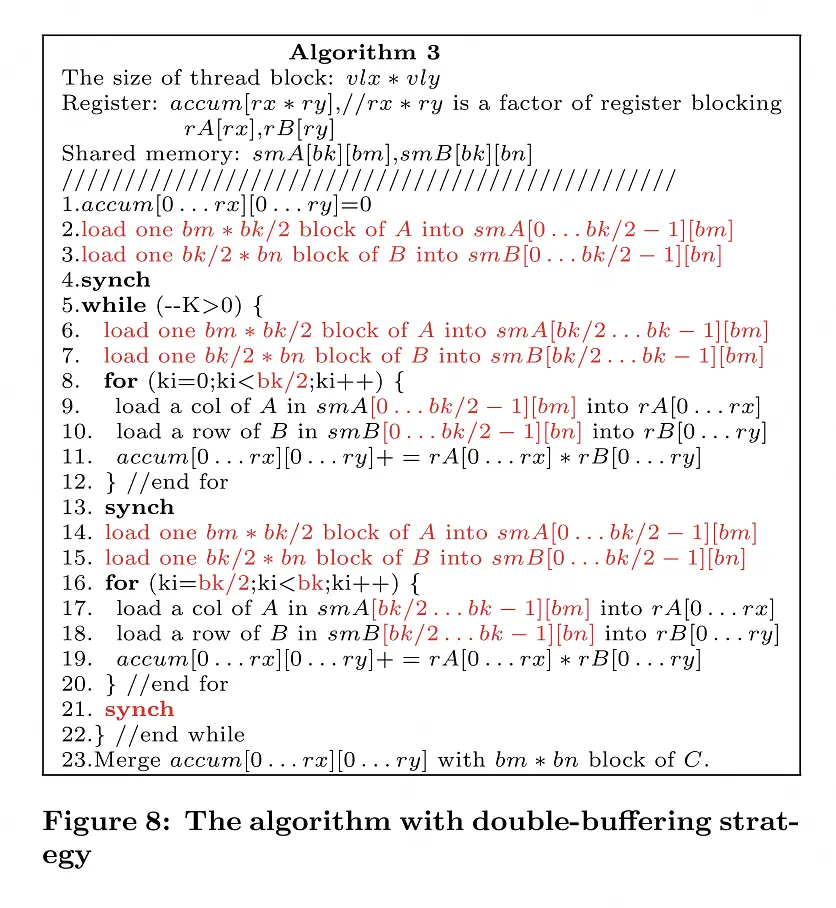 Algorithm 3
The size of thread block: vlx ∗ vly
Register: accum[rx ∗ ry],//rx ∗ ry is a factor of register blocking
rA[rx],rB[ry]
Shared memory: smA[bk][bm],smB[bk][bn]
/////////////////////////////////////////////////
1.accum[0...rx][0...ry]=0
2.load one bm ∗ bk/2 block of A into smA[0...bk/2 − 1][bm]
3.load one bk/2 ∗ bn block of B into smB[0...bk/2 − 1][bn]
4.synch
5.while (--K>0) {
6. load one bm ∗ bk/2 block of A into smA[bk/2...bk − 1][bm]
7. load one bk/2 ∗ bn block of B into smB[bk/2...bk − 1][bm]
8. for (ki=0;ki<bk/2;ki++) {
9. load a col of A in smA[0...bk/2 − 1][bm] into rA[0...rx]
10. load a row of B in smB[0...bk/2 − 1][bn] into rB[0...ry]
11. accum[0...rx][0...ry]+ = rA[0...rx] ∗ rB[0...ry]
12. } //end for
13. synch
14. load one bm ∗ bk/2 block of A into smA[0...bk/2 − 1][bm]
15. load one bk/2 ∗ bn block of B into smB[0...bk/2 − 1][bn]
16. for (ki=bk/2;ki<bk;ki++) {
17. load a col of A in smA[bk/2...bk − 1][bm] into rA[0...rx]
18. load a row of B in smB[bk/2...bk − 1][bn] into rB[0...ry]
19. accum[0...rx][0...ry]+ = rA[0...rx] ∗ rB[0...ry]
20. } //end for
21. synch
22.} //end while
23.Merge accum[0...rx][0...ry] with bm ∗ bn block of C.
Figure 8: The algorithm with double-buffering strat-
egy